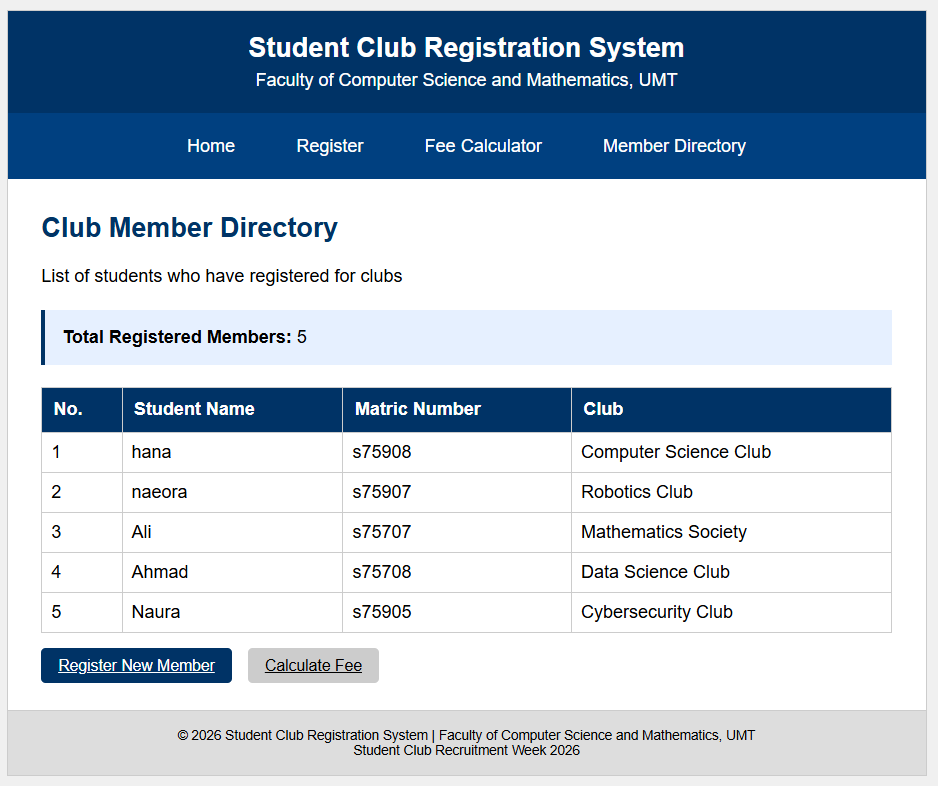 Student Club Registration System
Faculty of Computer Science and Mathematics, UMT
Home Register Fee Calculator Member Directory
Club Member Directory
List of students who have registered for clubs
Total Registered Members: 5
No. Student Name Matric Number Club
1 hana s75908 Computer Science Club
2 naeora s75907 Robotics Club
3 Ali s75707 Mathematics Society
4 Ahmad s75708 Data Science Club
5 Naura s75905 Cybersecurity Club
Register New Member Calculate Fee
© 2026 Student Club Registration System | Faculty of Computer Science and Mathematics, UMT
Student Club Recruitment Week 2026